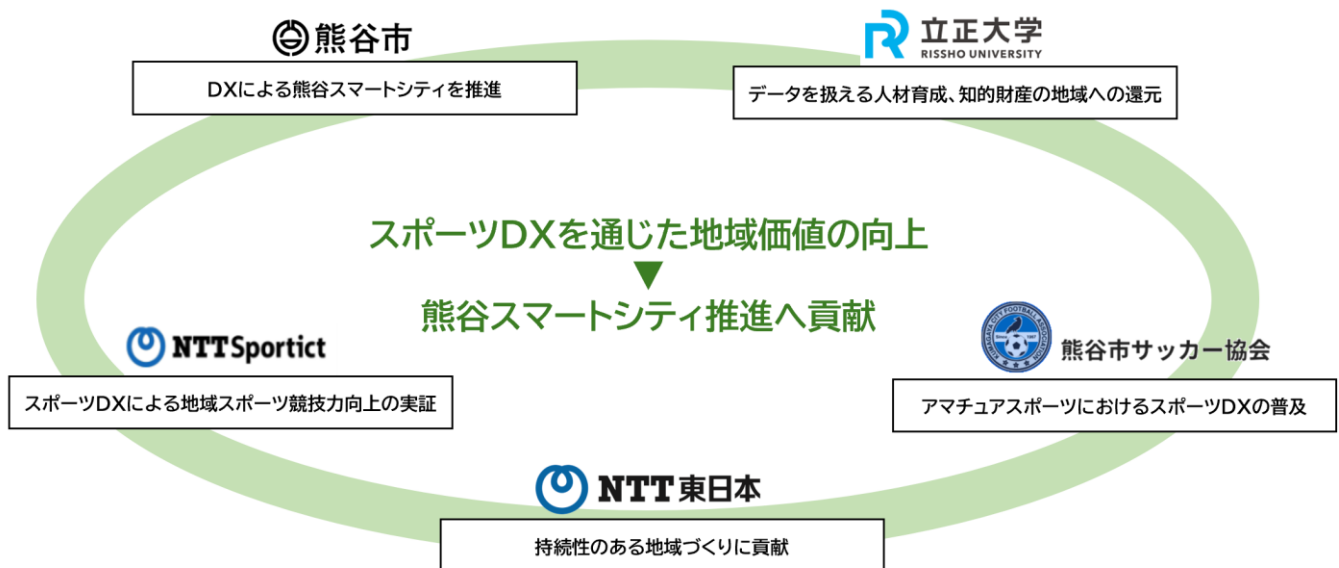 熊谷市
DXによる熊谷スマートシティを推進
立正大学
RISSHO UNIVERSITY
データを扱える人材育成、知的財産の地域への還元
スポーツDXを通じた地域価値の向上
▼
熊谷スマートシティ推進へ貢献
NTT Sportict
スポーツDXによる地域スポーツ競技力向上の実証
KUMAGAYA CITY FOOTBALL ASSOCIATION
熊谷市サッカー協会
アマチュアスポーツにおけるスポーツDXの普及
NTT東日本
持続性のある地域づくりに貢献